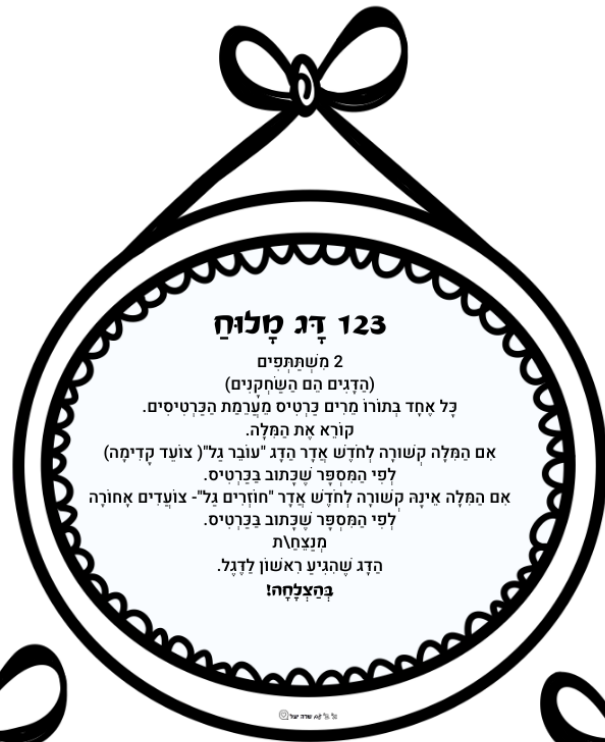 123 דָּג מָלוּחַ
2 מִשְׁתַּתְּפִים
(הַדָּגִים הֵם הַשַּׂחְקָנִים)
כָּל אֶחָד בְּתוֹרוֹ מֵרִים כַּרְטִיס מֵעֲרֵמַת הַכַּרְטִיסִים.
קוֹרֵא אֶת הַמִּלָּה.
אִם הַמִּלָּה קְשׁוּרָה לְחֹדֶשׁ אֲדָר הַדָּג "עוֹבֵר גַּל"( צוֹעֵד קָדִימָה)
לְפִי הַמִּסְפָּר שֶׁכָּתוּב בַּכַּרְטִיס.
אִם הַמִּלָּה אֵינָהּ קְשׁוּרָה לְחֹדֶשׁ אֲדָר "חוֹזְרִים גַּל"- צוֹעֲדִים אֲחוֹרָה
לְפִי הַמִּסְפָּר שֶׁכָּתוּב בַּכַּרְטִיס.
מְנַצֵּחַ\ת
הַדָּג שֶׁהִגִּיעַ רִאשׁוֹן לַדֶּגֶל.
בְּהַצְלָחָה!